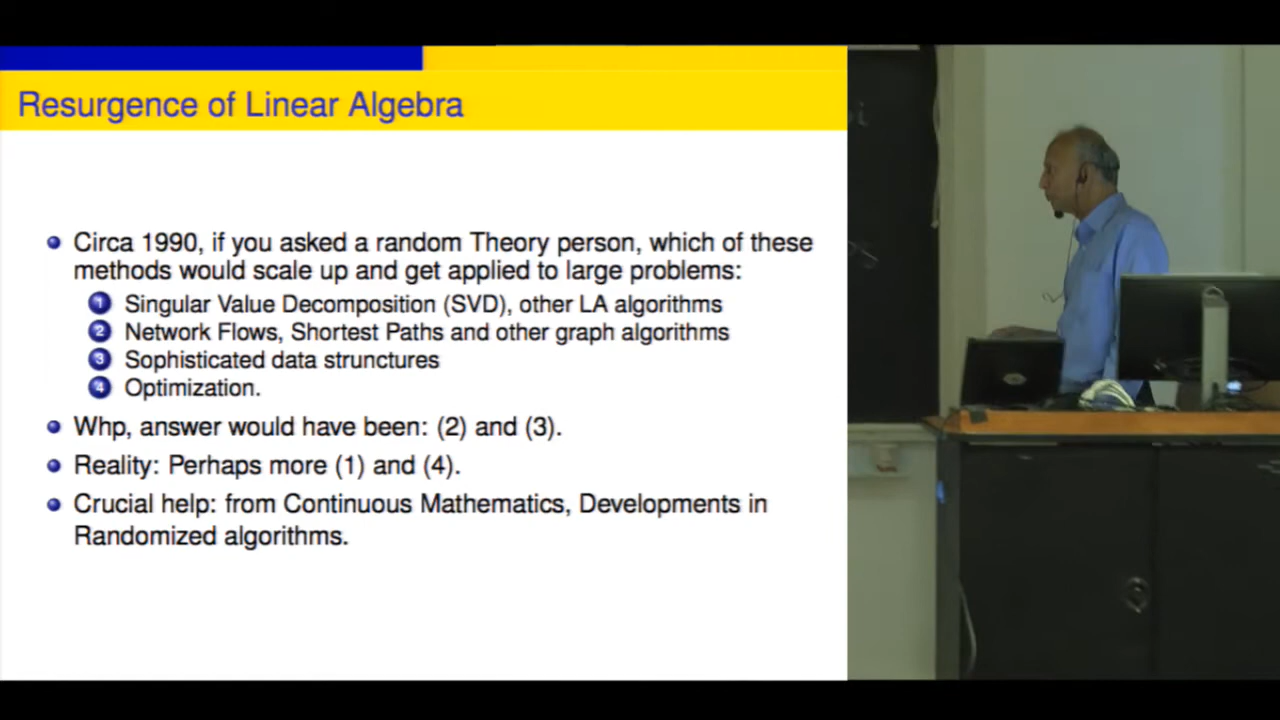 Resurgence of Linear Algebra
Circa 1990, if you asked a random Theory person, which of these
methods would scale up and get applied to large problems:
1 Singular Value Decomposition (SVD), other LA algorithms
2 Network Flows, Shortest Paths and other graph algorithms
3 Sophisticated data strunctures
4 Optimization.
Whp, answer would have been: (2) and (3).
Reality: Perhaps more (1) and (4).
Crucial help: from Continuous Mathematics, Developments in
Randomized algorithms.